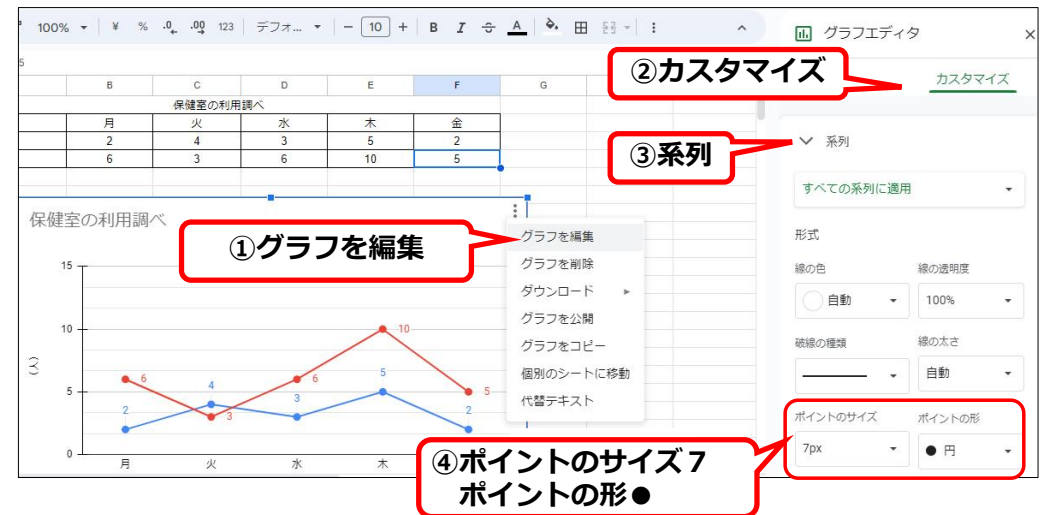 100% ¥ % .0 .00 123 デフォ... − 10 + B I A
グラフエディタ ×
5
②カスタマイズ
カスタマイズ
B C D E F G
保健室の利用調べ
月 火 水 木 金
2 4 3 5 2
6 3 6 10 5
③系列
系列
すべての系列に適用
保健室の利用調べ
①グラフを編集
グラフを編集
グラフを削除
ダウンロード
グラフを公開
グラフをコピー
個別のシートに移動
代替テキスト
形式
線の色 線の透明度
自動 100%
破線の種類 線の太さ
自動
ポイントのサイズ ポイントの形
7px ● 円
15
10
5
0
(人)
6 3 6 10 5
2 4 3 5 2
月 火 水 木
④ポイントのサイズ7
ポイントの形●